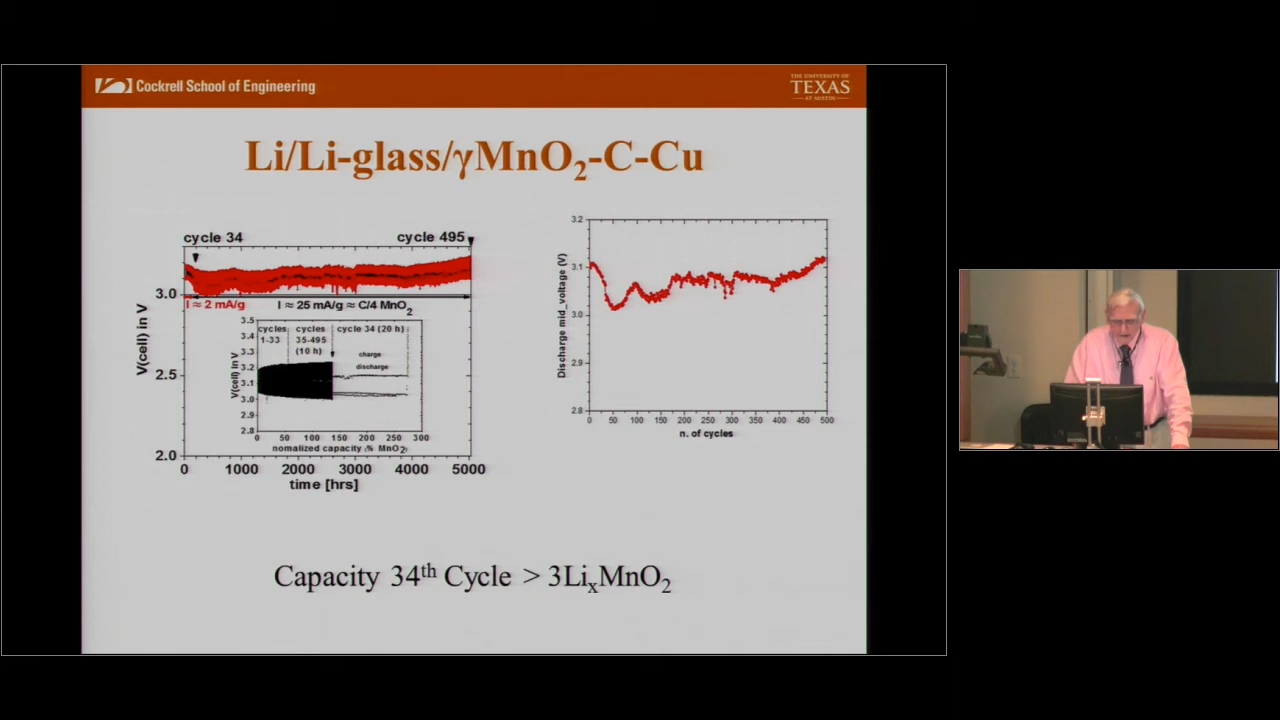 Cockrell School of Engineering
THE UNIVERSITY OF
TEXAS
AT AUSTIN
Li/Li-glass/γMnO₂-C-Cu
cycle 34
cycle 495
3.0
2.5
2.0
V(cell) in V
I ≈ 2 mA/g
I ≈ 25 mA/g ≈ C/4 MnO₂
3.5
3.4
3.3
3.2
3.1
3.0
2.9
2.8
V(cell) in V
cycles
1-33
cycles
35-495
(10 h)
cycle 34 (20 h)
charge
discharge
0 50 100 150 200 250 300
nomalized capacity (% MnO₂)
0 1000 2000 3000 4000 5000
time [hrs]
3.2
3.1
3.0
2.9
2.8
Discharge mid_voltage (V)
0 50 100 150 200 250 300 350 400 450 500
n. of cycles
Capacity 34ᵗʰ Cycle > 3LiₓMnO₂